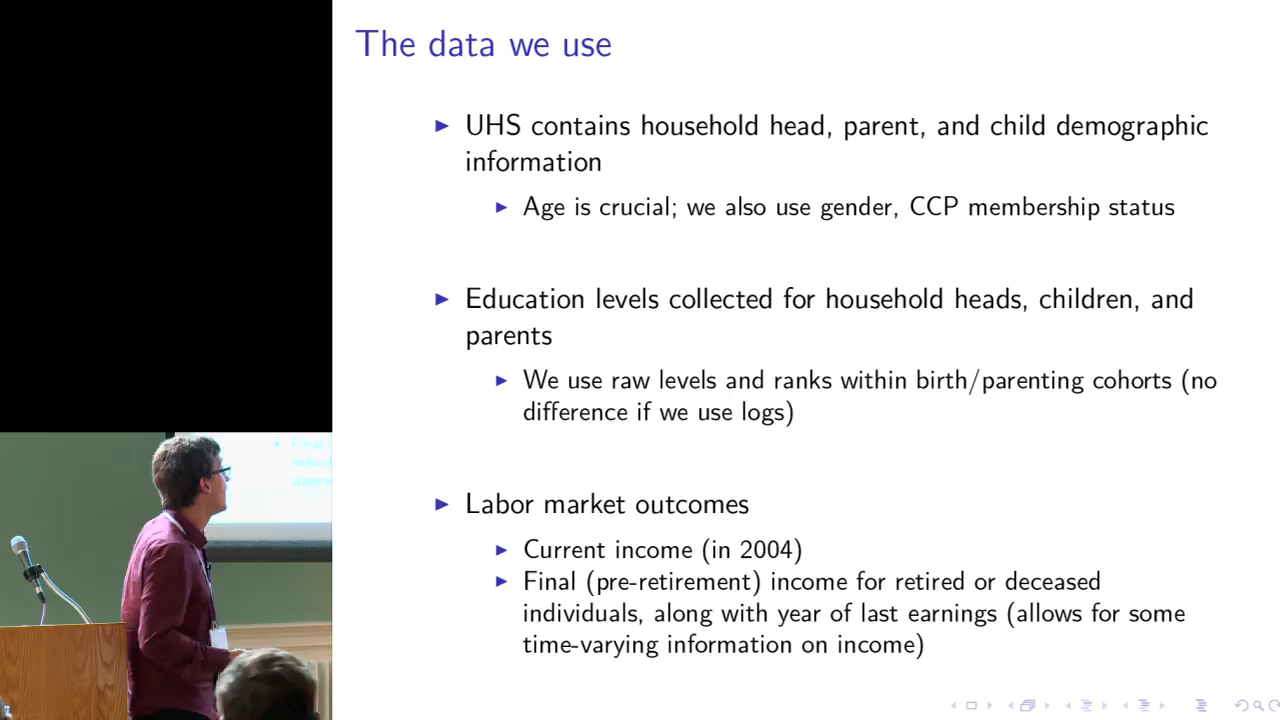 The data we use
▶ UHS contains household head, parent, and child demographic
information
▶ Age is crucial; we also use gender, CCP membership status
▶ Education levels collected for household heads, children, and
parents
▶ We use raw levels and ranks within birth/parenting cohorts (no
difference if we use logs)
▶ Labor market outcomes
▶ Current income (in 2004)
▶ Final (pre-retirement) income for retired or deceased
individuals, along with year of last earnings (allows for some
time-varying information on income)